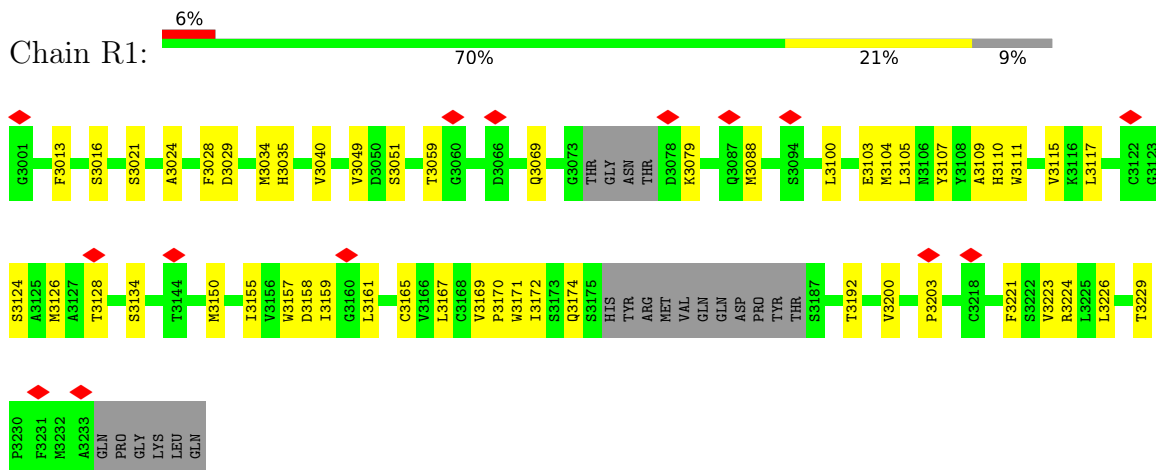 6%
Chain R1:
70% 21% 9%
G3001 F3013 S3016 S3021 A3024 F3028 D3029 M3034 H3035 V3040 V3049 D3050 S3051 T3059 G3060 D3066 Q3069 G3073 THR GLY ASN THR D3078 K3079 Q3087 M3088 S3094 L3100 E3103 M3104 L3105 N3106 Y3107 Y3108 A3109 H3110 W3111 V3115 K3116 L3117 C3122 G3123
S3124 A3125 M3126 A3127 T3128 S3134 T3144 M3150 I3155 V3156 W3157 D3158 I3159 G3160 L3161 C3165 V3166 L3167 C3168 V3169 P3170 W3171 I3172 S3173 Q3174 S3175 HIS TYR ARG MET VAL GLN GLN ASP PRO TYR THR S3187 T3192 V3200 P3203 C3218 F3221 S3222 V3223 R3224 L3225 L3226 T3229
P3230 F3231 M3232 A3233 GLN PRO GLY LYS LEU GLN